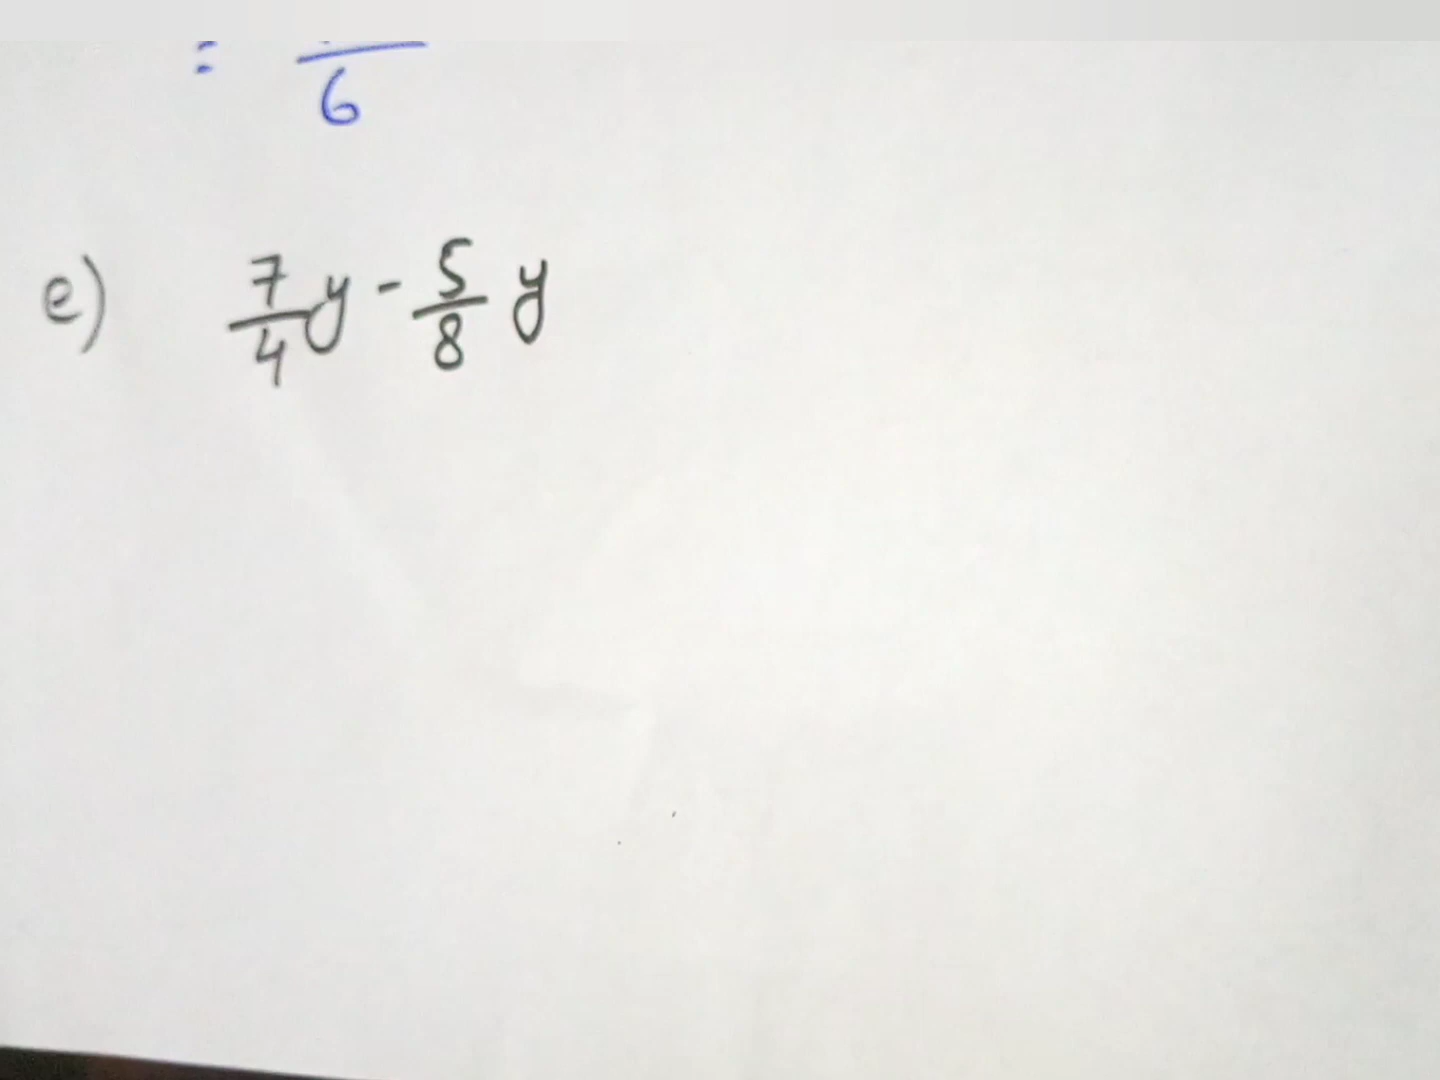 = /6
e) 7/4 y - 5/8 y